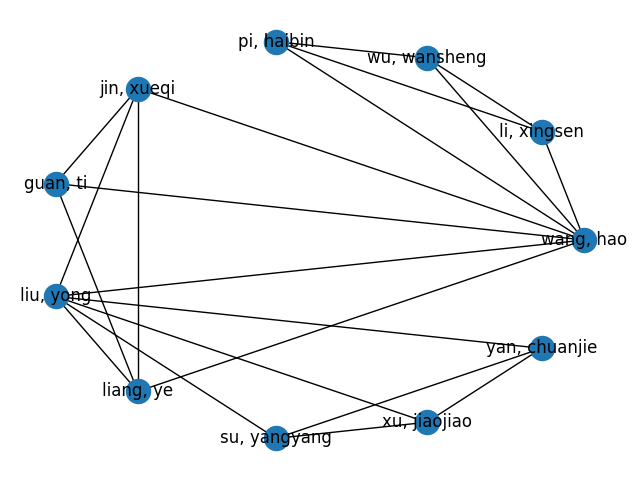 pi, haibin
wu, wansheng
jin, xueqi
li, xingsen
guan, ti
wang, hao
liu, yong
yan, chuanjie
liang, ye
xu, jiaojiao
su, yangyang